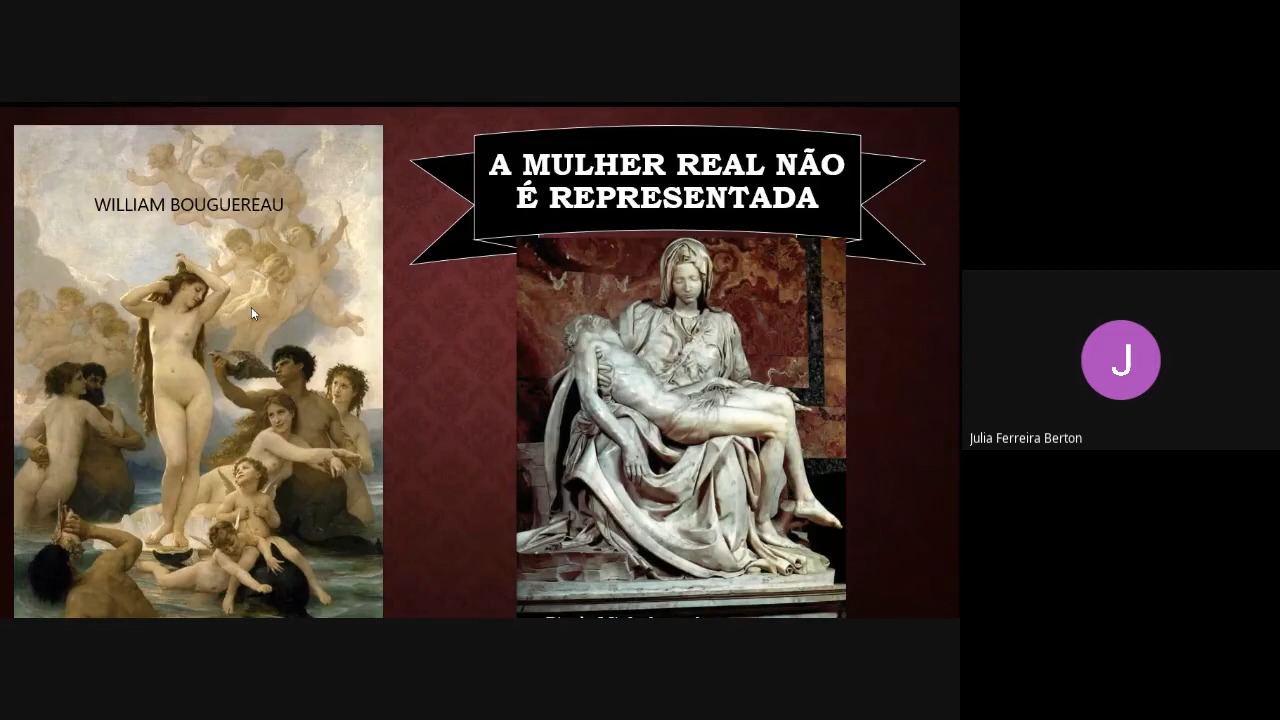 A MULHER REAL NÃO
É REPRESENTADA
WILLIAM BOUGUEREAU
J
Julia Ferreira Berton